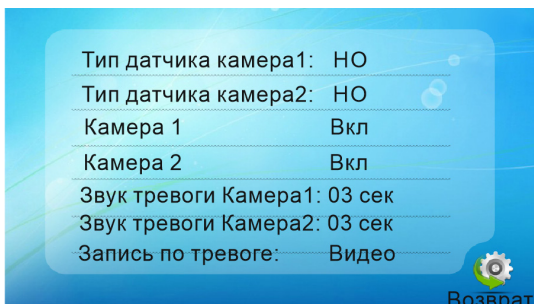 Тип датчика камера1: НО
Тип датчика камера2: НО
Камера 1 Вкл
Камера 2 Вкл
Звук тревоги Камера1: 03 сек
Звук тревоги Камера2: 03 сек
Запись по тревоге: Видео
Возврат